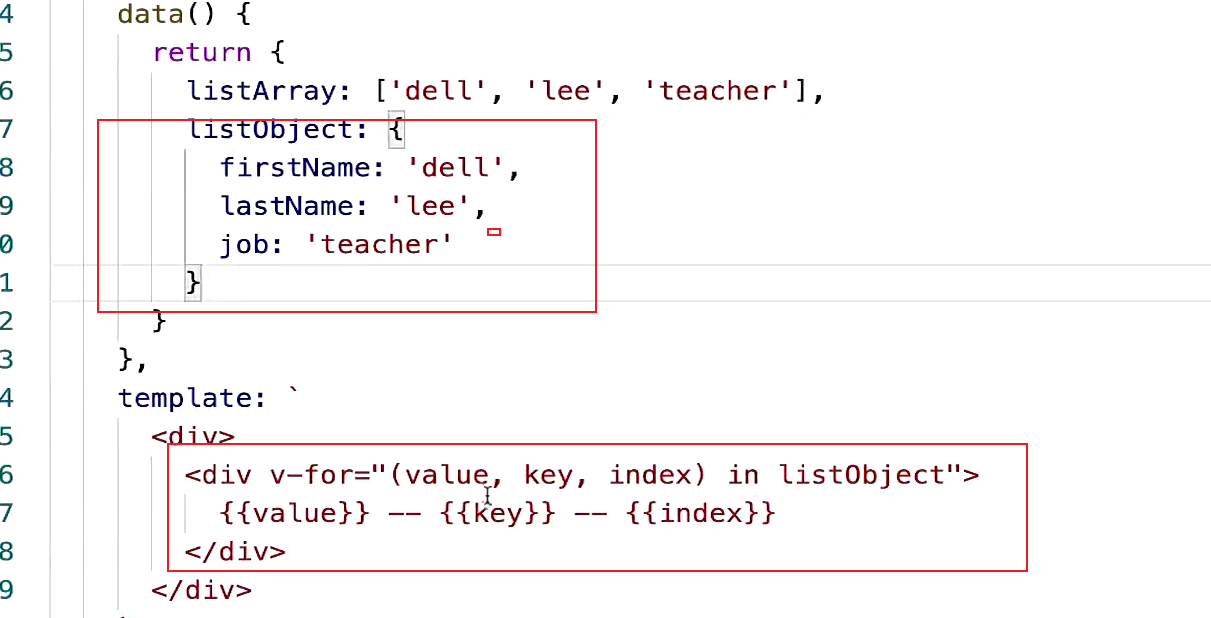 4 data() {
5 return {
6 listArray: ['dell', 'lee', 'teacher'],
7 listObject: {
8 firstName: 'dell',
9 lastName: 'lee',
0 job: 'teacher'
1 }
2 }
3 },
4 template: `
5 <div>
6 <div v-for="(value, key, index) in listObject">
7 {{value}} -- {{key}} -- {{index}}
8 </div>
9 </div>